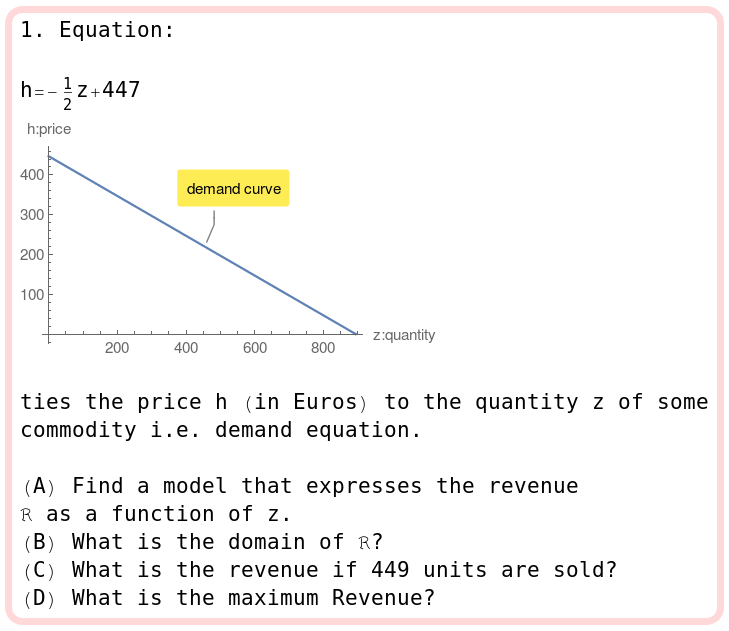 1. Equation:
h=-1/2 z+447
h:price
400
demand curve
300
200
100
z:quantity
200 400 600 800
ties the price h (in Euros) to the quantity z of some
commodity i.e. demand equation.
(A) Find a model that expresses the revenue
ℝ as a function of z.
(B) What is the domain of ℝ?
(C) What is the revenue if 449 units are sold?
(D) What is the maximum Revenue?